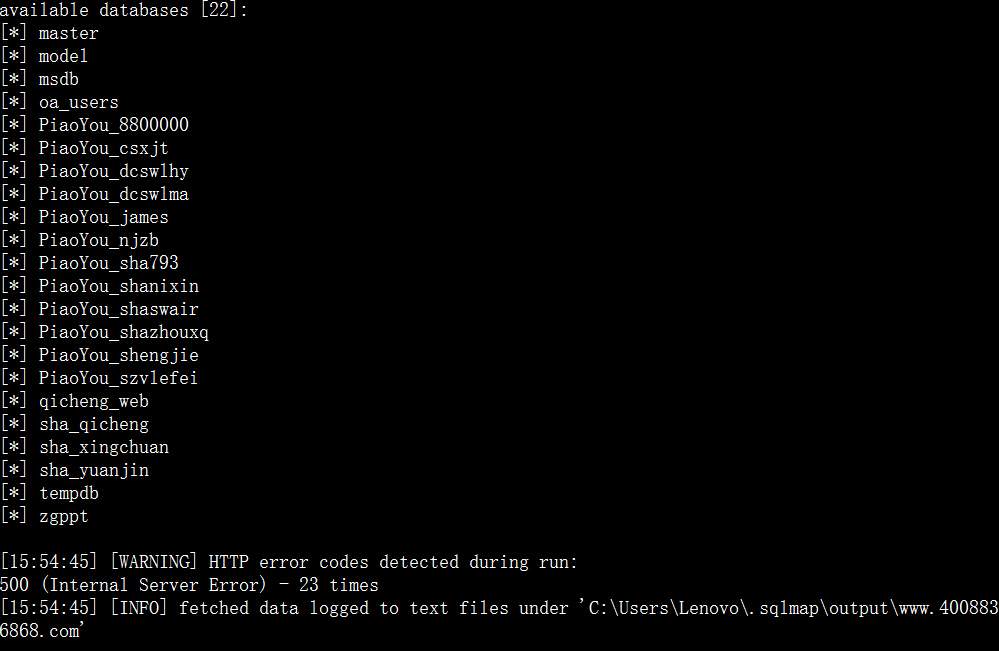 available databases [22]:
[*] master
[*] model
[*] msdb
[*] oa_users
[*] PiaoYou_8800000
[*] PiaoYou_csxjt
[*] PiaoYou_dcswlhy
[*] PiaoYou_dcswlma
[*] PiaoYou_james
[*] PiaoYou_njzb
[*] PiaoYou_sha793
[*] PiaoYou_shanixin
[*] PiaoYou_shaswair
[*] PiaoYou_shazhouxq
[*] PiaoYou_shengjie
[*] PiaoYou_szvlefei
[*] qicheng_web
[*] sha_qicheng
[*] sha_xingchuan
[*] sha_yuanjin
[*] tempdb
[*] zgppt
[15:54:45] [WARNING] HTTP error codes detected during run:
500 (Internal Server Error) - 23 times
[15:54:45] [INFO] fetched data logged to text files under 'C:\Users\Lenovo\.sqlmap\output\www.400883
6868.com'